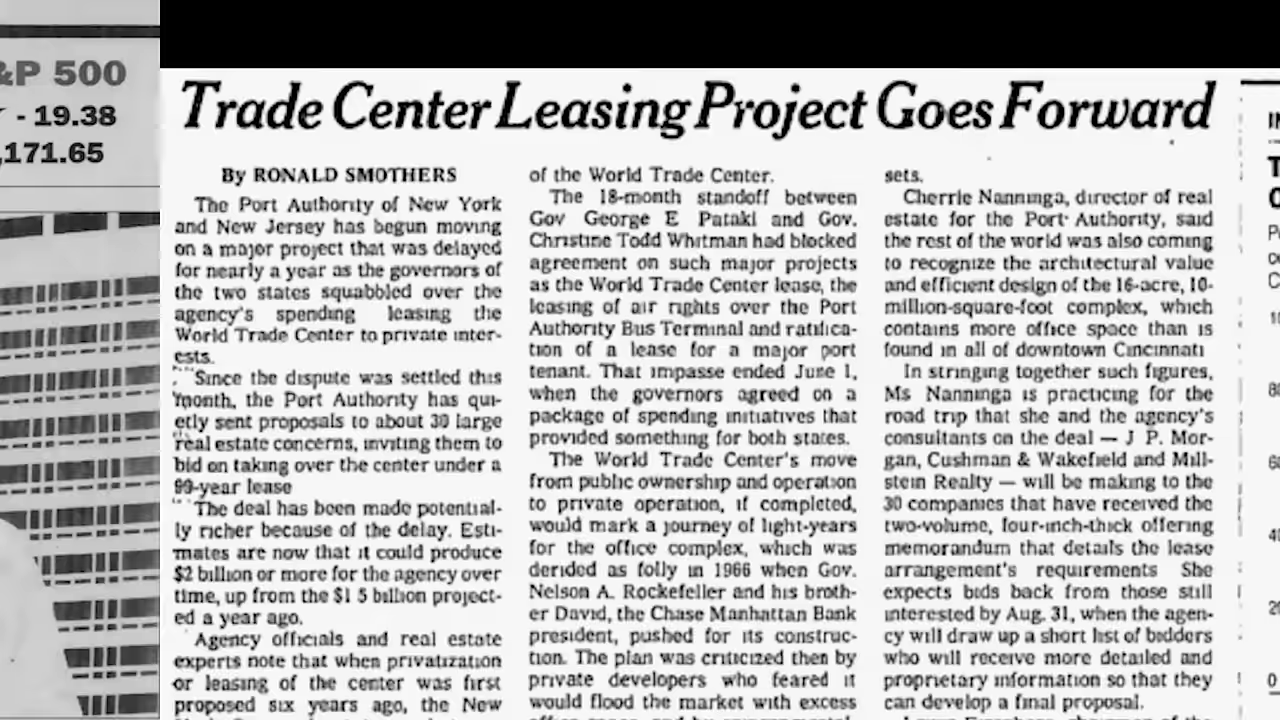 &P 500
- 19.38
,171.65
Trade Center Leasing Project Goes Forward
By RONALD SMOTHERS
The Port Authority of New York
and New Jersey has begun moving
on a major project that was delayed
for nearly a year as the governors of
the two states squabbled over the
agency's spending leasing the
World Trade Center to private inter-
ests.
Since the dispute was settled this
month, the Port Authority has qui-
etly sent proposals to about 30 large
real estate concerns, inviting them to
bid on taking over the center under a
99-year lease
The deal has been made potential-
ly richer because of the delay. Esti-
mates are now that it could produce
$2 billion or more for the agency over
time, up from the $1 5 billion project-
ed a year ago.
Agency officials and real estate
experts note that when privatization
or leasing of the center was first
proposed six years ago, the New
of the World Trade Center.
The 18-month standoff between
Gov George E Pataki and Gov.
Christine Todd Whitman had blocked
agreement on such major projects
as the World Trade Center lease, the
leasing of air rights over the Port
Authority Bus Terminal and ratifica-
tion of a lease for a major port
tenant. That impasse ended June 1,
when the governors agreed on a
package of spending initiatives that
provided something for both states.
The World Trade Center's move
from public ownership and operation
to private operation, if completed,
would mark a journey of light-years
for the office complex, which was
derided as folly in 1966 when Gov.
Nelson A. Rockefeller and his broth-
er David, the Chase Manhattan Bank
president, pushed for its construc-
tion. The plan was criticized then by
private developers who feared it
would flood the market with excess
sets.
Cherrie Nanninga, director of real
estate for the Port Authority, said
the rest of the world was also coming
to recognize the architectural value
and efficient design of the 16-acre, 10-
million-square-foot complex, which
contains more office space than is
found in all of downtown Cincinnati
In stringing together such figures,
Ms Nanninga is practicing for the
road trip that she and the agency's
consultants on the deal — J P. Mor-
gan, Cushman & Wakefield and Mill-
stein Realty — will be making to the
30 companies that have received the
two-volume, four-inch-thick offering
memorandum that details the lease
arrangement's requirements She
expects bids back from those still
interested by Aug. 31, when the agen-
cy will draw up a short list of bidders
who will receive more detailed and
proprietary information so that they
can develop a final proposal.